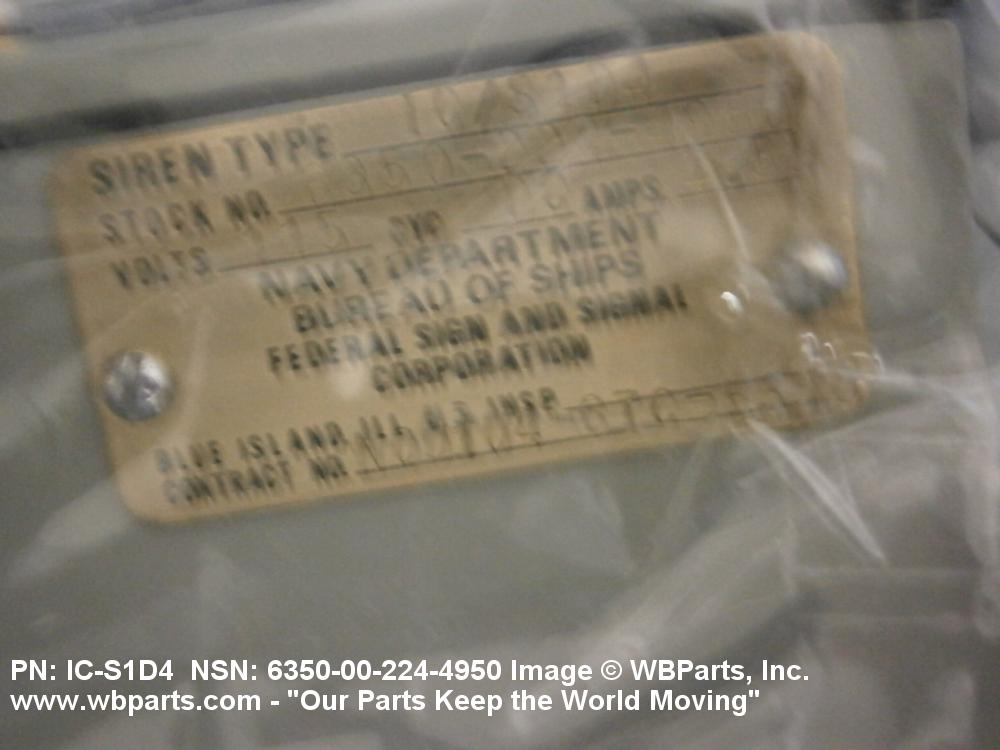 SIREN TYPE
STOCK NO.
VOLTS 115 CYC AMPS
NAVY DEPARTMENT
BUREAU OF SHIPS
FEDERAL SIGN AND SIGNAL
CORPORATION
BLUE ISLAND, ILL. U.S. INSP.
CONTRACT NO.
PN: IC-S1D4 NSN: 6350-00-224-4950 Image © WBParts, Inc.
www.wbparts.com - "Our Parts Keep the World Moving"